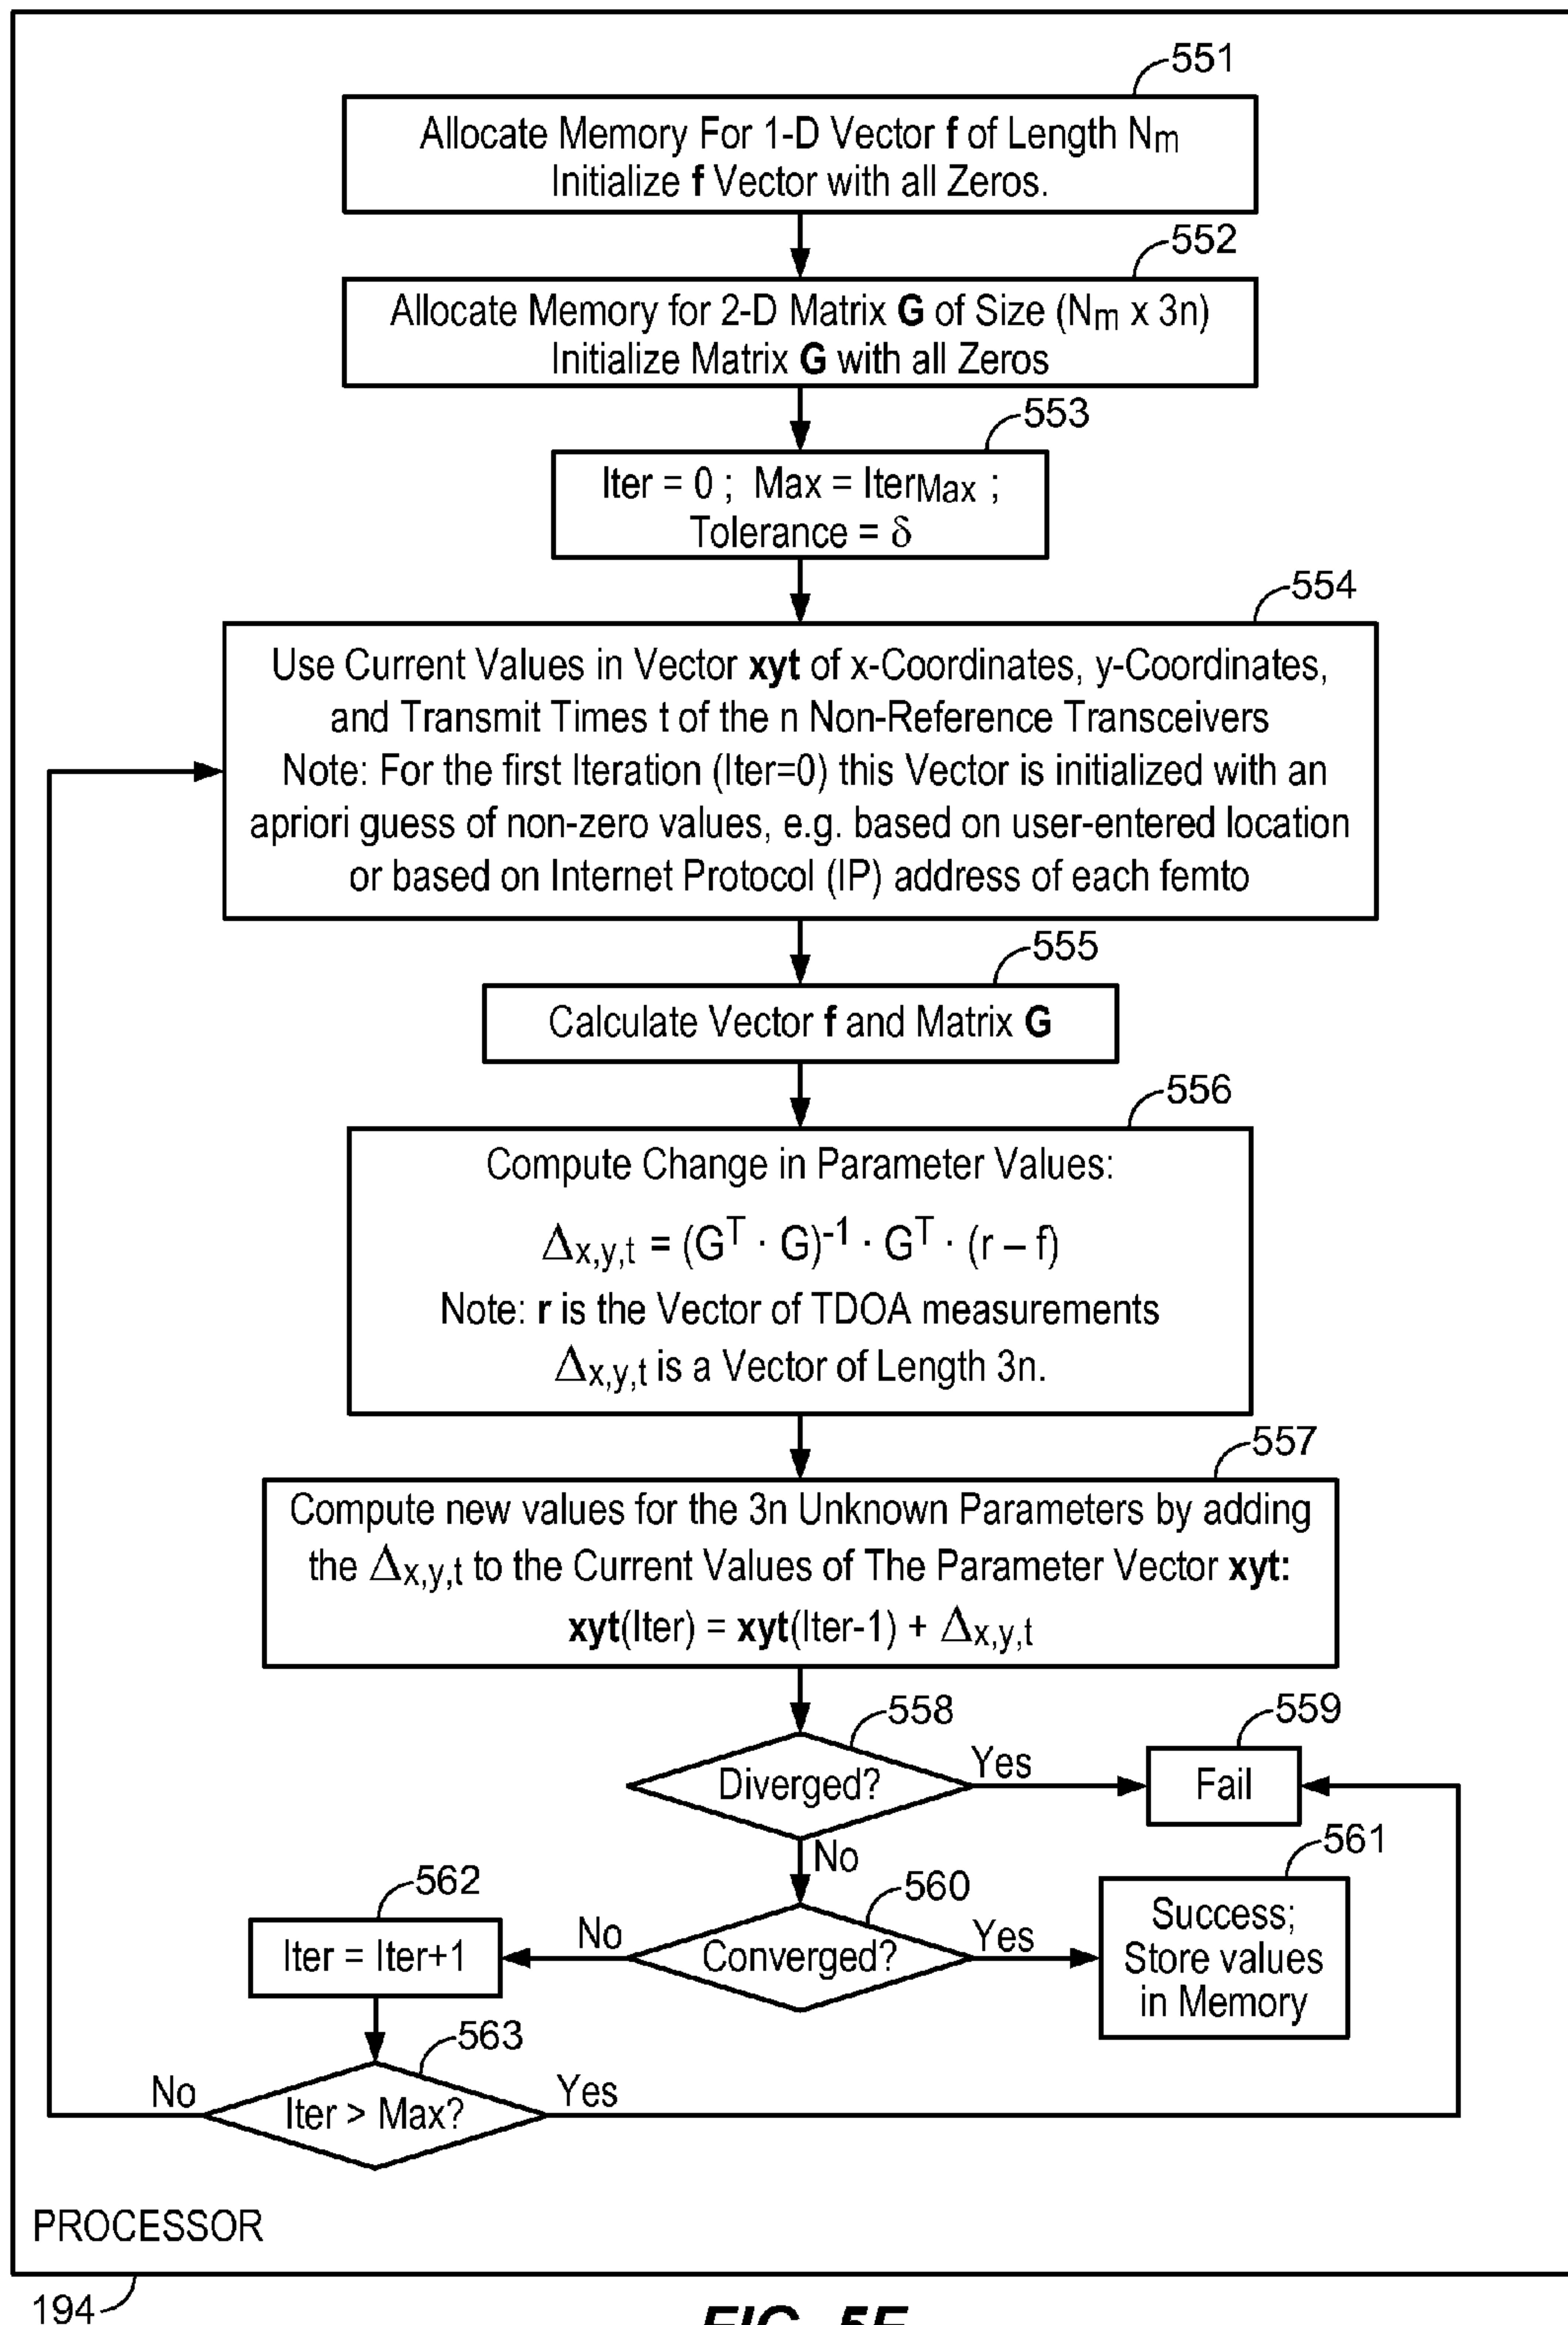 551
Allocate Memory For 1-D Vector f of Length Nm
Initialize f Vector with all Zeros.
552
Allocate Memory for 2-D Matrix G of Size (Nm x 3n)
Initialize Matrix G with all Zeros
553
Iter = 0 ; Max = IterMax ;
Tolerance = δ
554
Use Current Values in Vector xyt of x-Coordinates, y-Coordinates,
and Transmit Times t of the n Non-Reference Transceivers
Note: For the first Iteration (Iter=0) this Vector is initialized with an
apriori guess of non-zero values, e.g. based on user-entered location
or based on Internet Protocol (IP) address of each femto
555
Calculate Vector f and Matrix G
556
Compute Change in Parameter Values:
Δx,y,t = (G^T · G)^-1 · G^T · (r – f)
Note: r is the Vector of TDOA measurements
Δx,y,t is a Vector of Length 3n.
557
Compute new values for the 3n Unknown Parameters by adding
the Δx,y,t to the Current Values of The Parameter Vector xyt:
xyt(Iter) = xyt(Iter-1) + Δx,y,t
558
Diverged?
Yes
559
Fail
No
560
Converged?
Yes
561
Success;
Store values
in Memory
No
562
Iter = Iter+1
563
Iter > Max?
No
Yes
PROCESSOR
194